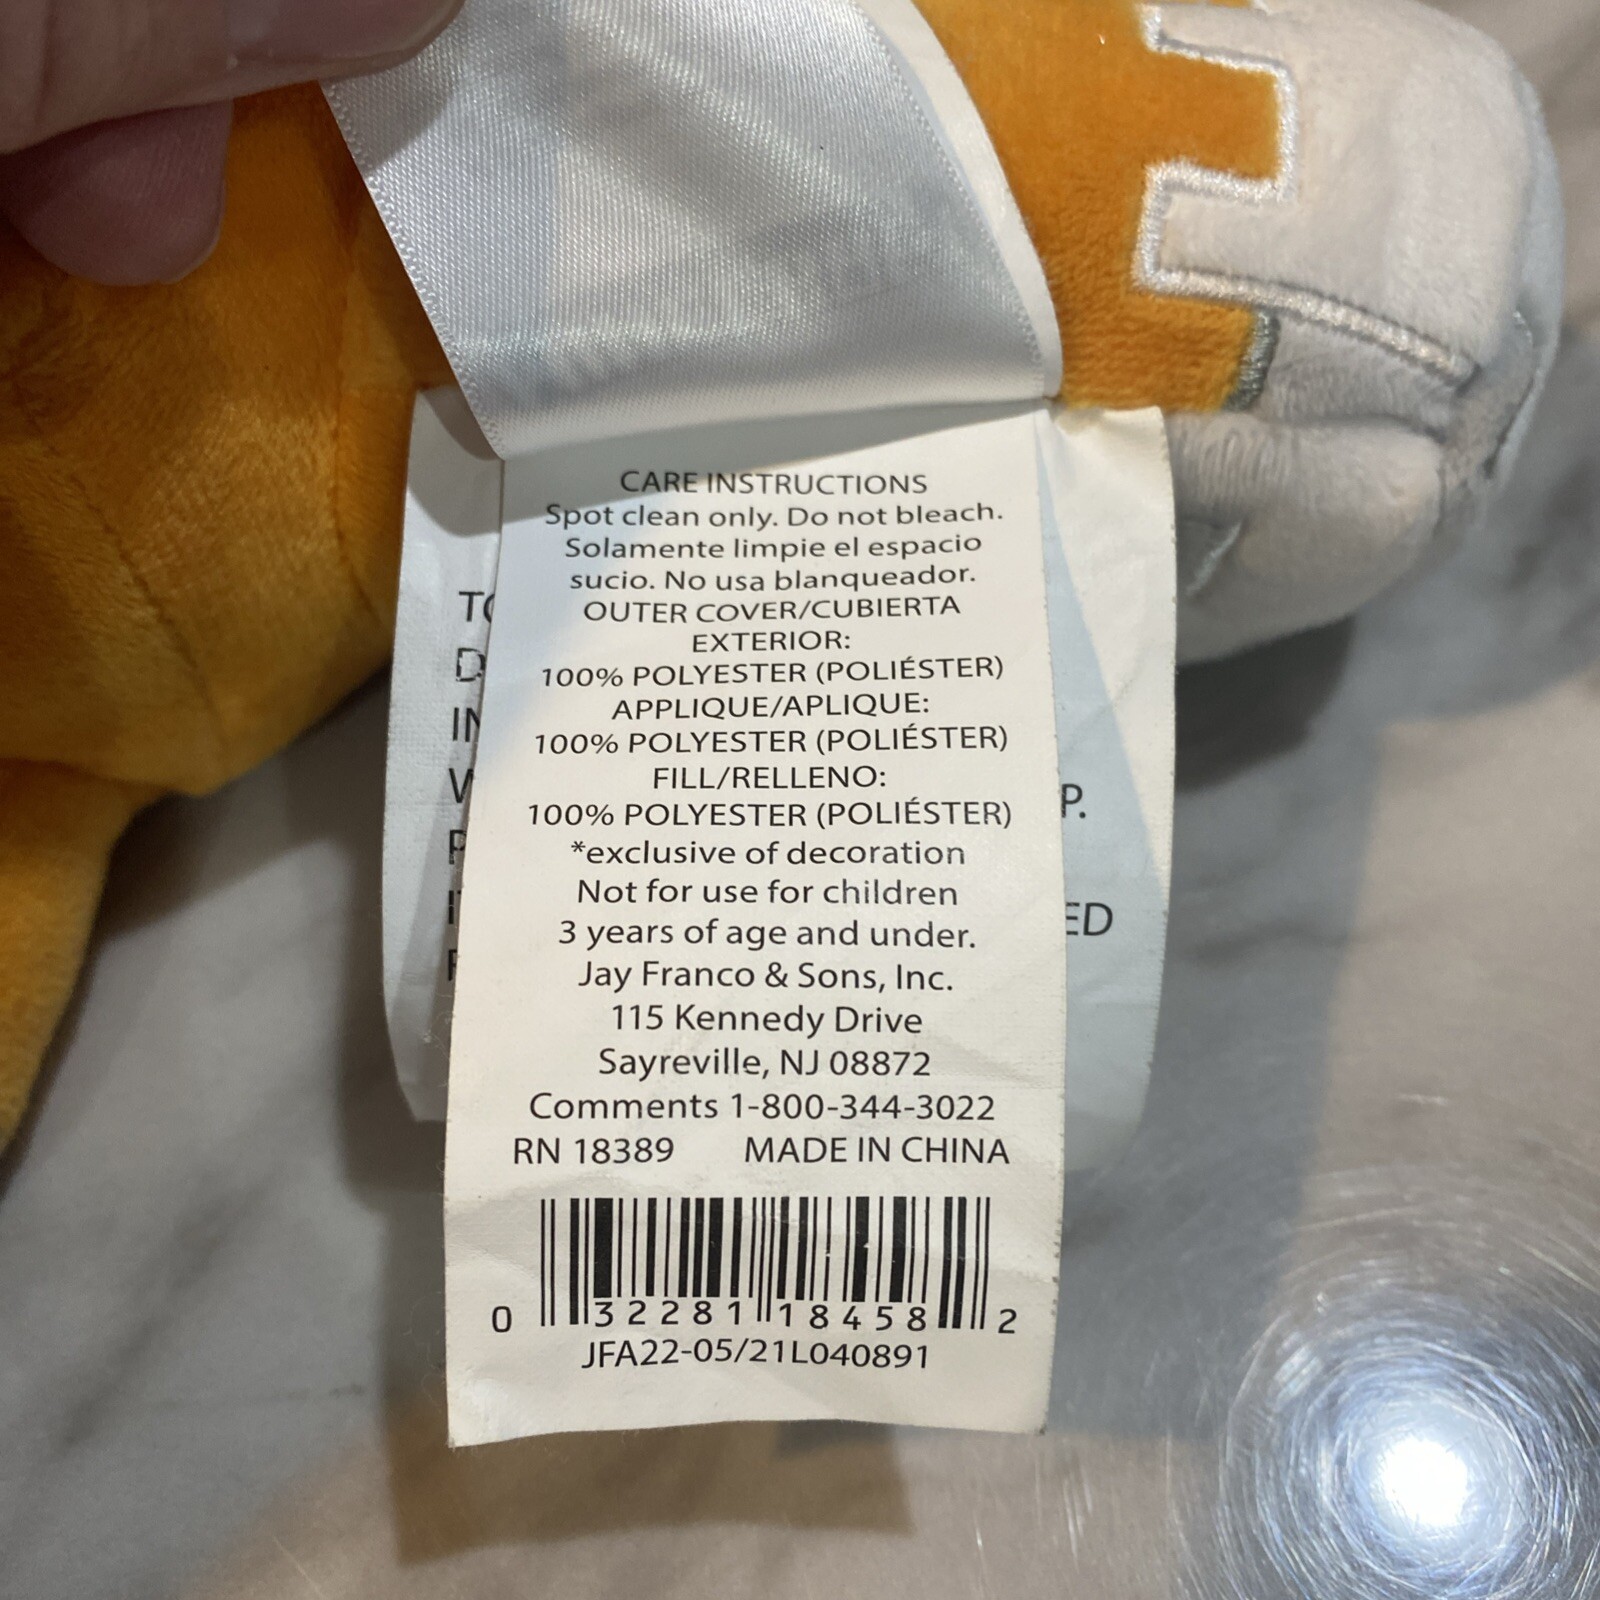 CARE INSTRUCTIONS
Spot clean only. Do not bleach.
Solamente limpie el espacio
sucio. No usa blanqueador.
OUTER COVER/CUBIERTA
EXTERIOR:
100% POLYESTER (POLIÉSTER)
APPLIQUE/APLIQUE:
100% POLYESTER (POLIÉSTER)
FILL/RELLENO:
100% POLYESTER (POLIÉSTER)
*exclusive of decoration
Not for use for children
3 years of age and under.
Jay Franco & Sons, Inc.
115 Kennedy Drive
Sayreville, NJ 08872
Comments 1-800-344-3022
RN 18389 MADE IN CHINA
0 32281 18458 2
JFA22-05/21L040891